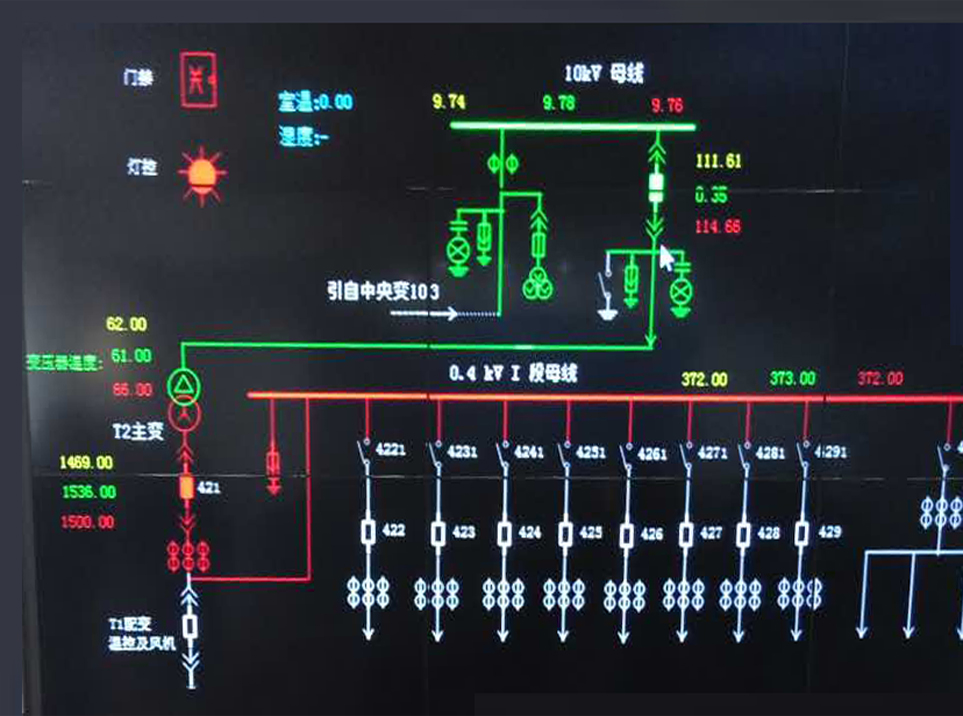 门禁
灯控
室温:0.00
湿度:-
10kV 母线
9.74 9.78 9.76
111.61
0.35
114.66
引自中央变103
62.00
变压器温度: 61.00
66.00
T2主变
0.4 kV I 段母线
372.00 373.00 372.00
4221 4231 4241 4251 4261 4271 4281 4291
1469.00
1536.00
1500.00
421
422 423 424 425 426 427 428 429
T1配变
温控及风机